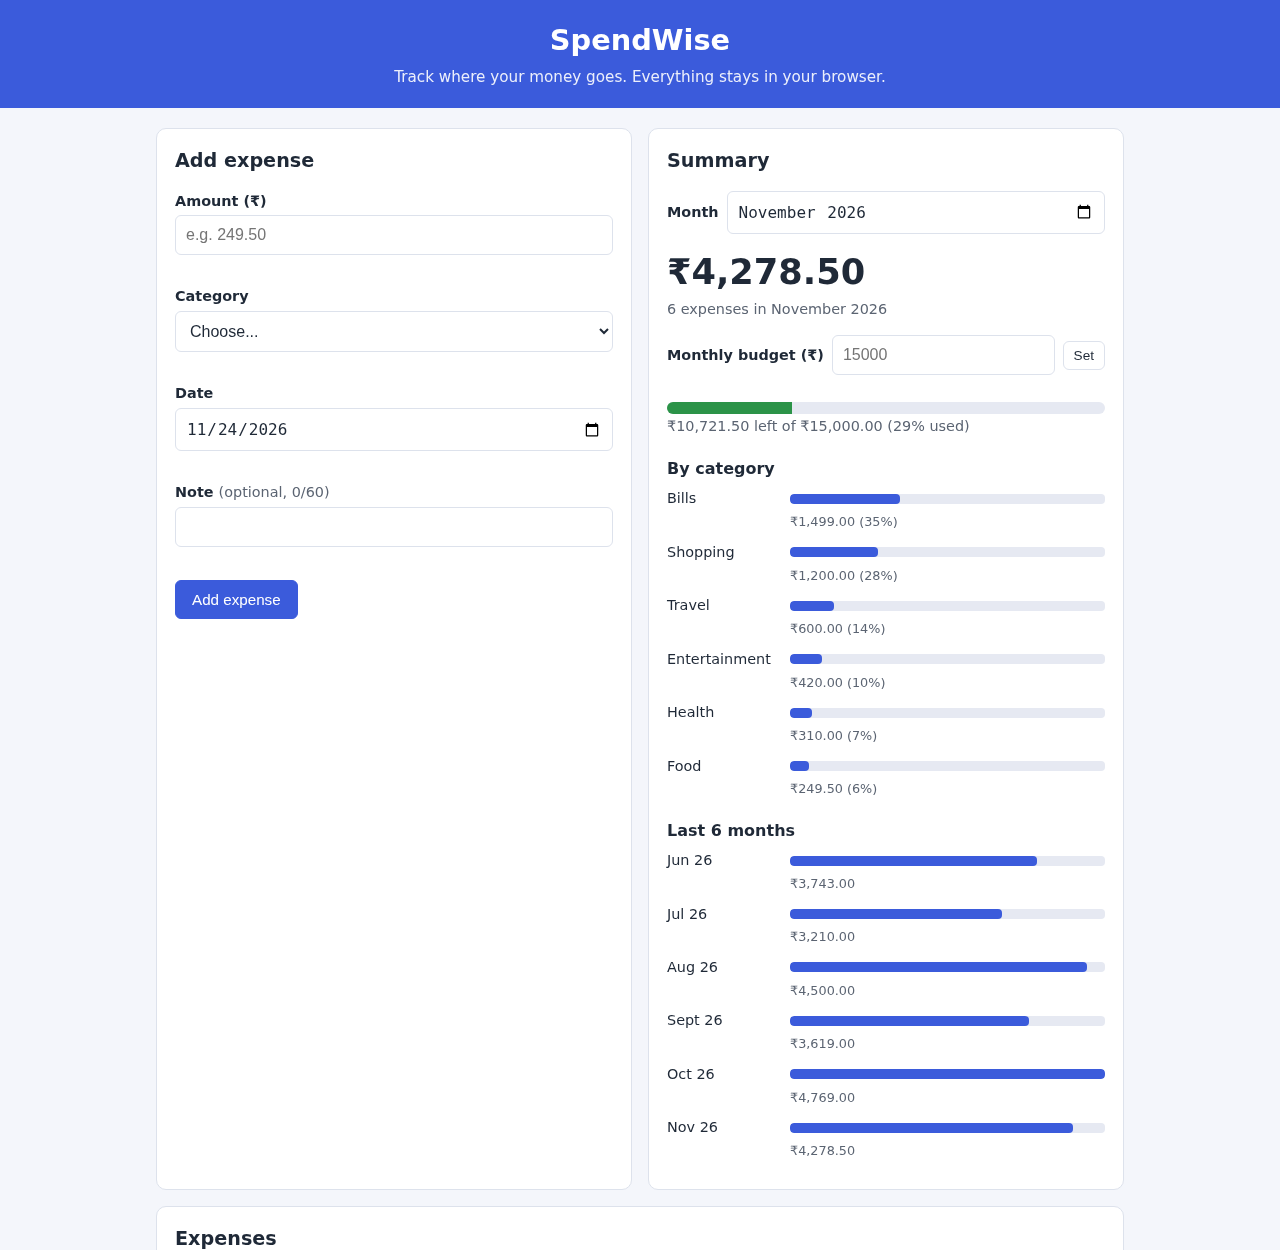 SpendWise
Track where your money goes. Everything stays in your browser.
Add expense
Amount (₹)
e.g. 249.50
Category
Choose...
Date
11/24/2026
Note (optional, 0/60)
Add expense
Summary
Month November 2026
₹4,278.50
6 expenses in November 2026
Monthly budget (₹) 15000 Set
₹10,721.50 left of ₹15,000.00 (29% used)
By category
Bills
₹1,499.00 (35%)
Shopping
₹1,200.00 (28%)
Travel
₹600.00 (14%)
Entertainment
₹420.00 (10%)
Health
₹310.00 (7%)
Food
₹249.50 (6%)
Last 6 months
Jun 26
₹3,743.00
Jul 26
₹3,210.00
Aug 26
₹4,500.00
Sept 26
₹3,619.00
Oct 26
₹4,769.00
Nov 26
₹4,278.50
Expenses